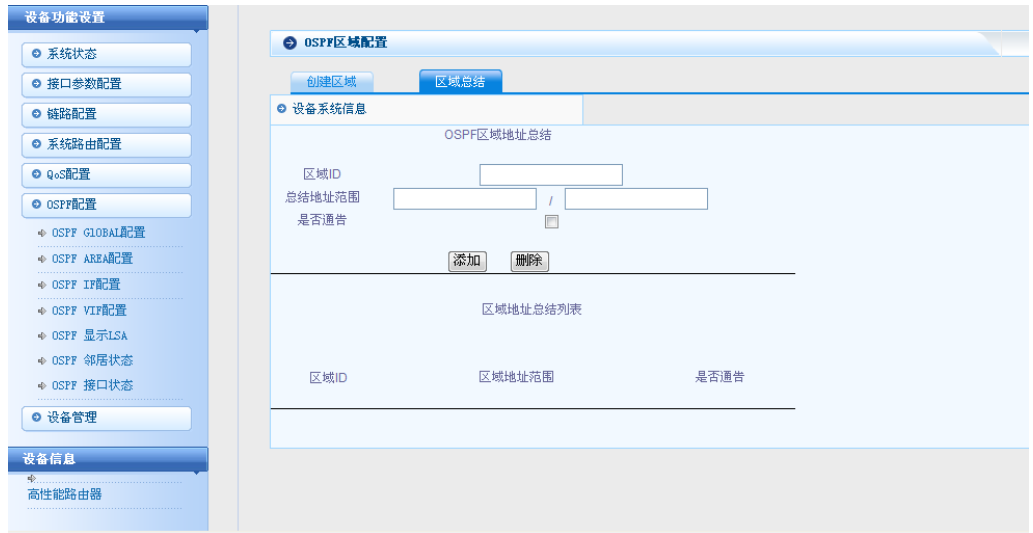 设备功能设置
系统状态
接口参数配置
链路配置
系统路由配置
QoS配置
OSPF配置
OSPF GLOBAL配置
OSPF AREA配置
OSPF IF配置
OSPF VIF配置
OSPF 显示LSA
OSPF 邻居状态
OSPF 接口状态
设备管理
设备信息
高性能路由器
OSPF区域配置
创建区域 区域总结
设备系统信息
OSPF区域地址总结
区域ID
总结地址范围 /
是否通告
添加 删除
区域地址总结列表
区域ID 区域地址范围 是否通告